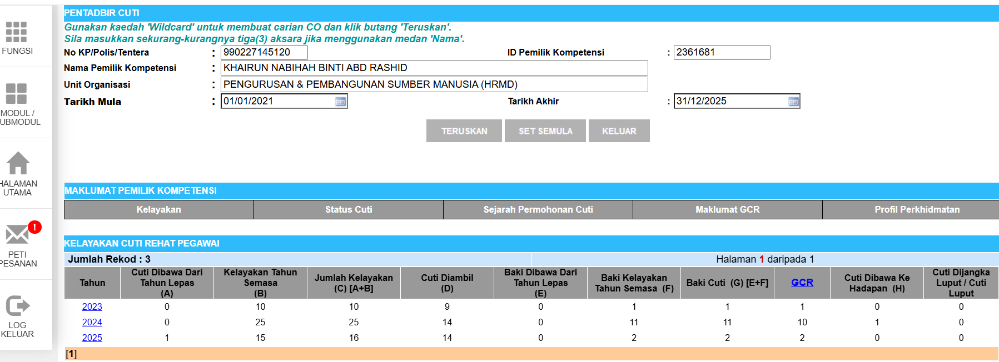 PENTADBIR CUTI
Gunakan kaedah 'Wildcard' untuk membuat carian CO dan klik butang 'Teruskan'.
Sila masukkan sekurang-kurangnya tiga(3) aksara jika menggunakan medan 'Nama'.
No KP/Polis/Tentera : 990227145120 ID Pemilik Kompetensi : 2361681
Nama Pemilik Kompetensi : KHAIRUN NABIHAH BINTI ABD RASHID
Unit Organisasi : PENGURUSAN & PEMBANGUNAN SUMBER MANUSIA (HRMD)
Tarikh Mula : 01/01/2021 Tarikh Akhir : 31/12/2025
TERUSKAN SET SEMULA KELUAR
FUNGSI
MODUL /
UBMODUL
HALAMAN
UTAMA
!
PETI
PESANAN
LOG
KELUAR
MAKLUMAT PEMILIK KOMPETENSI
Kelayakan Status Cuti Sejarah Permohonan Cuti Maklumat GCR Profil Perkhidmatan
KELAYAKAN CUTI REHAT PEGAWAI
Jumlah Rekod : 3 Halaman 1 daripada 1
Tahun
Cuti Dibawa Dari
Tahun Lepas
(A)
Kelayakan Tahun
Semasa
(B)
Jumlah Kelayakan
(C) [A+B]
Cuti Diambil
(D)
Baki Dibawa Dari
Tahun Lepas
(E)
Baki Kelayakan
Tahun Semasa (F)
Baki Cuti (G) [E+F]
GCR
Cuti Dibawa Ke
Hadapan (H)
Cuti Dijangka
Luput / Cuti
Luput
2023 0 10 10 9 0 1 1 1 0 0
2024 0 25 25 14 0 11 11 10 1 0
2025 1 15 16 14 0 2 2 2 0 0
[1]